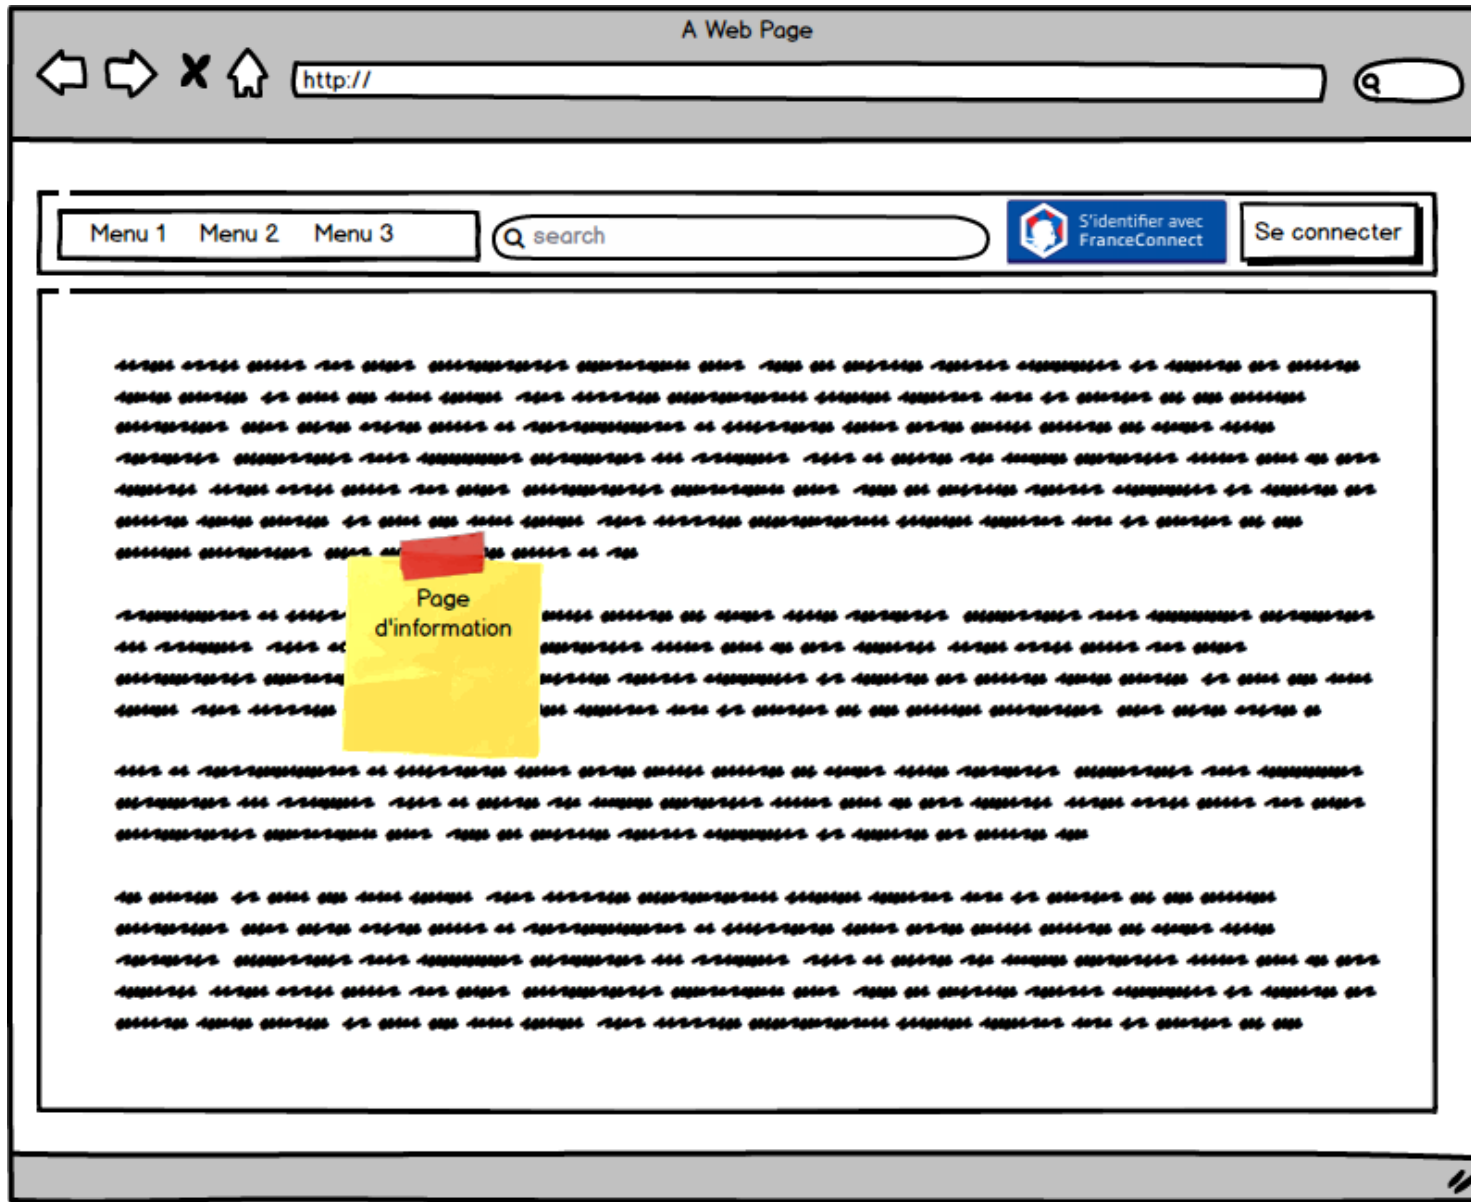 A Web Page
http://
Menu 1 Menu 2 Menu 3
search
S'identifier avec
FranceConnect
Se connecter
Page
d'information